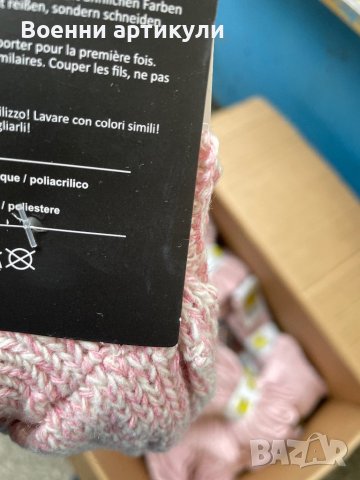 Военни артикули
nlichen Farben
t reißen, sondern schneiden
porter pour la première fois.
milaires. Couper les fils, ne pas
ilizzo! Lavare con colori simili!
gliarli!
que / poliacrilico
/ poliestere
BAZAR